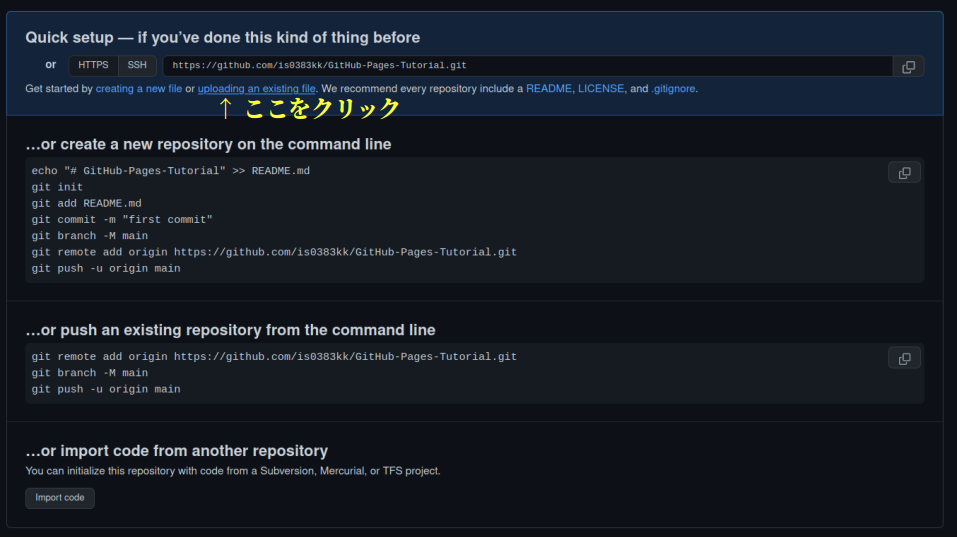 Quick setup — if you’ve done this kind of thing before
or HTTPS SSH https://github.com/is0383kk/GitHub-Pages-Tutorial.git
Get started by creating a new file or uploading an existing file. We recommend every repository include a README, LICENSE, and .gitignore.
↑ ここをクリック
…or create a new repository on the command line
echo "# GitHub-Pages-Tutorial" >> README.md
git init
git add README.md
git commit -m "first commit"
git branch -M main
git remote add origin https://github.com/is0383kk/GitHub-Pages-Tutorial.git
git push -u origin main
…or push an existing repository from the command line
git remote add origin https://github.com/is0383kk/GitHub-Pages-Tutorial.git
git branch -M main
git push -u origin main
…or import code from another repository
You can initialize this repository with code from a Subversion, Mercurial, or TFS project.
Import code